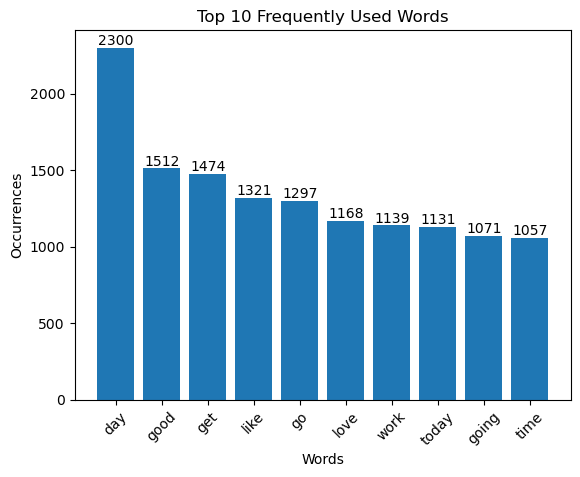 Top 10 Frequently Used Words
Occurrences
2000
1500
1000
500
0
2300
1512
1474
1321
1297
1168
1139
1131
1071
1057
day
good
get
like
go
love
work
today
going
time
Words